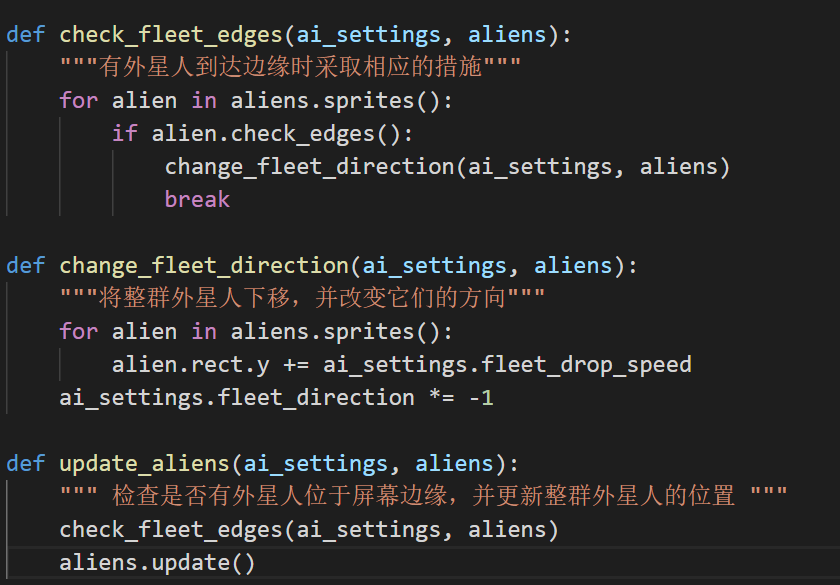 def check_fleet_edges(ai_settings, aliens):
    """有外星人到达边缘时采取相应的措施"""
    for alien in aliens.sprites():
        if alien.check_edges():
            change_fleet_direction(ai_settings, aliens)
            break

def change_fleet_direction(ai_settings, aliens):
    """将整群外星人下移，并改变它们的方向"""
    for alien in aliens.sprites():
        alien.rect.y += ai_settings.fleet_drop_speed
    ai_settings.fleet_direction *= -1

def update_aliens(ai_settings, aliens):
    """ 检查是否有外星人位于屏幕边缘，并更新整群外星人的位置 """
    check_fleet_edges(ai_settings, aliens)
    aliens.update()